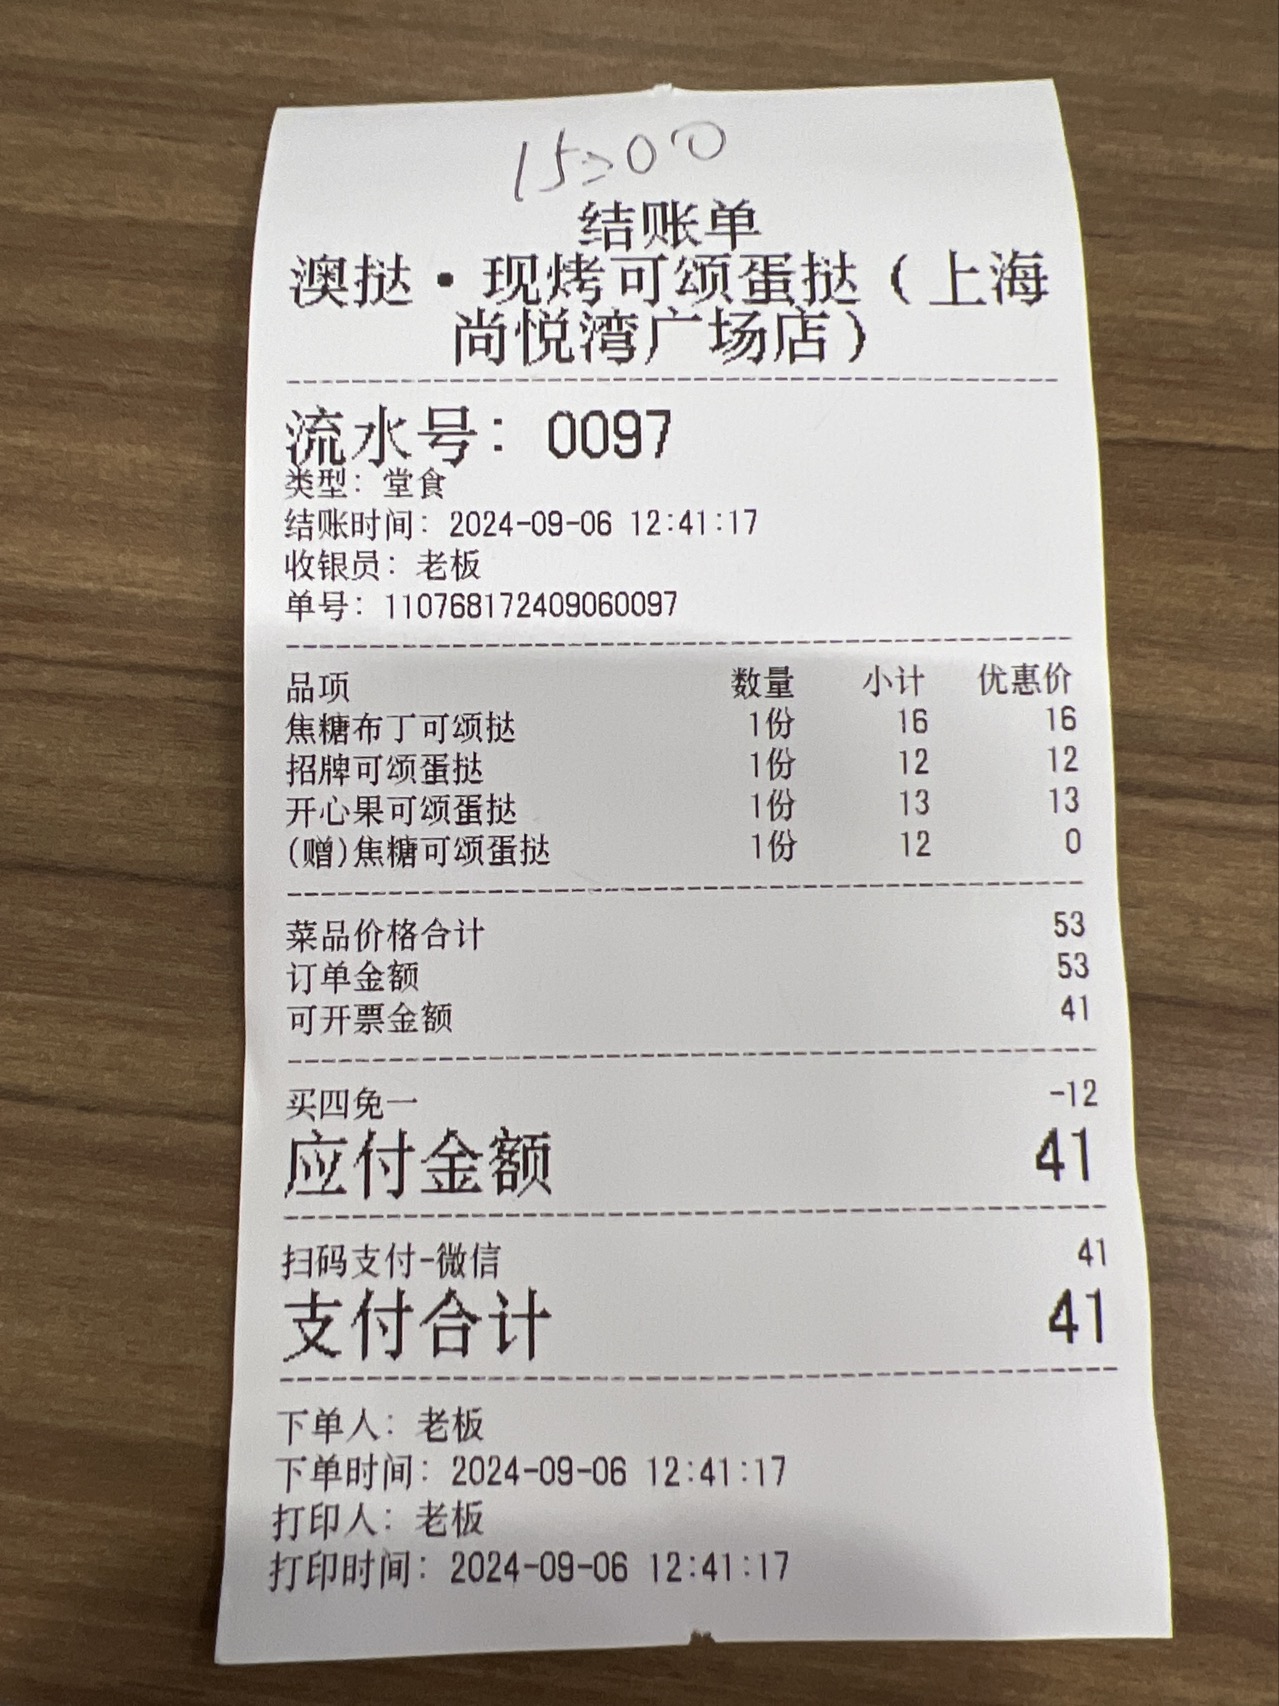 15:00
结账单
澳挞·现烤可颂蛋挞（上海
尚悦湾广场店）
流水号：0097
类型：堂食
结账时间：2024-09-06 12:41:17
收银员：老板
单号：110768172409060097
品项 数量 小计 优惠价
焦糖布丁可颂挞 1份 16 16
招牌可颂蛋挞 1份 12 12
开心果可颂蛋挞 1份 13 13
(赠)焦糖可颂蛋挞 1份 12 0
菜品价格合计 53
订单金额 53
可开票金额 41
买四免一 -12
应付金额 41
扫码支付-微信 41
支付合计 41
下单人：老板
下单时间：2024-09-06 12:41:17
打印人：老板
打印时间：2024-09-06 12:41:17